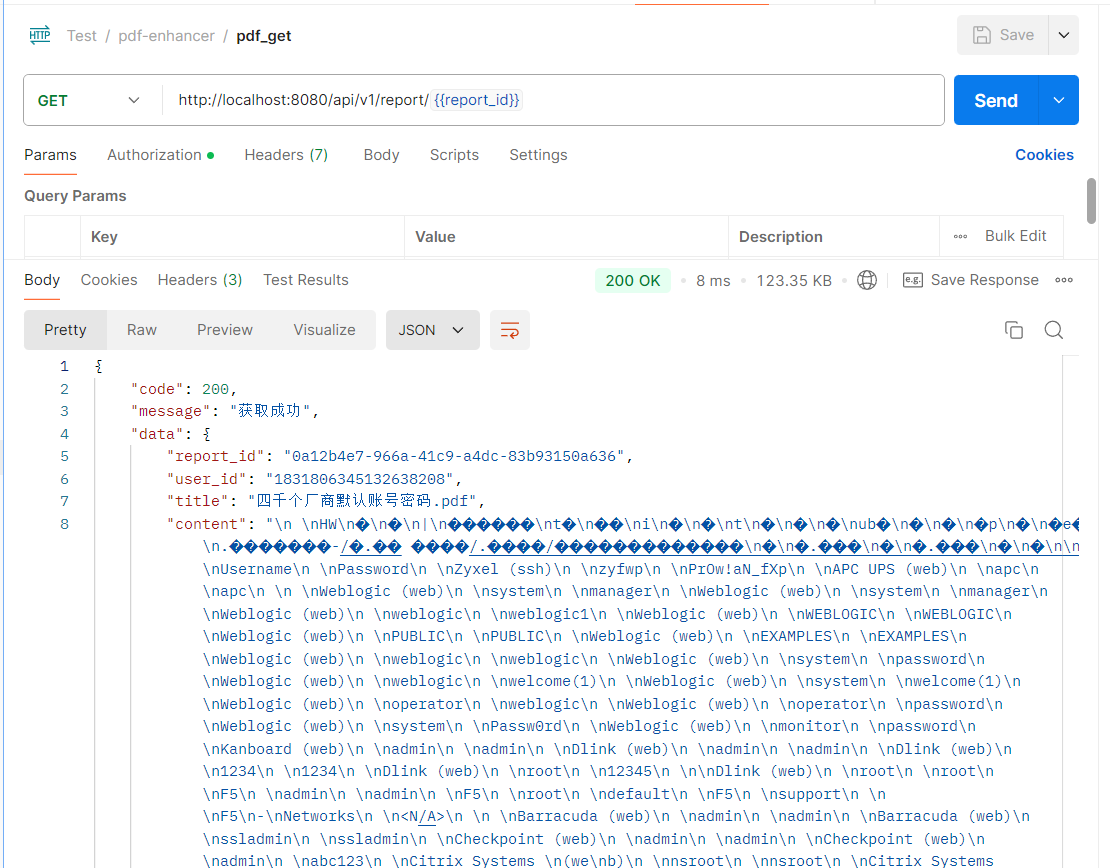 HTTP Test / pdf-enhancer / pdf_get Save
GET http://localhost:8080/api/v1/report/{{report_id}} Send
Params Authorization Headers (7) Body Scripts Settings Cookies
Query Params
Key Value Description Bulk Edit
Body Cookies Headers (3) Test Results 200 OK 8 ms 123.35 KB e.g. Save Response
Pretty Raw Preview Visualize JSON
1 {
2 "code": 200,
3 "message": "获取成功",
4 "data": {
5 "report_id": "0a12b4e7-966a-41c9-a4dc-83b93150a636",
6 "user_id": "1831806345132638208",
7 "title": "四千个厂商默认账号密码.pdf",
8 "content": "\n \nHW\n�\n�\n|\n������\nt�\n��\ni\n�\n�\nt\n�\n�\n�\nub�\n�\n�\n�p\n�\n�e�
\n.�������-/�.�� ����/.����/�������������\n�\n�.���\n�\n�.���\n�\n�\n\n
\nUsername\n \nPassword\n \nZyxel (ssh)\n \nzyfwp\n \nPrOw!aN_fXp\n \nAPC UPS (web)\n \napc\n
\napc\n \n \nWeblogic (web)\n \nsystem\n \nmanager\n \nWeblogic (web)\n \nsystem\n \nmanager\n
\nWeblogic (web)\n \nweblogic\n \nweblogic1\n \nWeblogic (web)\n \nWEBLOGIC\n \nWEBLOGIC\n
\nWeblogic (web)\n \nPUBLIC\n \nPUBLIC\n \nWeblogic (web)\n \nEXAMPLES\n \nEXAMPLES\n
\nWeblogic (web)\n \nweblogic\n \nweblogic\n \nWeblogic (web)\n \nsystem\n \npassword\n
\nWeblogic (web)\n \nweblogic\n \nwelcome(1)\n \nWeblogic (web)\n \nsystem\n \nwelcome(1)\n
\nWeblogic (web)\n \noperator\n \nweblogic\n \nWeblogic (web)\n \noperator\n \npassword\n
\nWeblogic (web)\n \nsystem\n \nPassw0rd\n \nWeblogic (web)\n \nmonitor\n \npassword\n
\nKanboard (web)\n \nadmin\n \nadmin\n \nDlink (web)\n \nadmin\n \nadmin\n \nDlink (web)\n
\n1234\n \n1234\n \nDlink (web)\n \nroot\n \n12345\n \n\nDlink (web)\n \nroot\n \nroot\n
\nF5\n \nadmin\n \nadmin\n \nF5\n \nroot\n \ndefault\n \nF5\n \nsupport\n \n
\nF5\n-\nNetworks\n \n<N/A>\n \n \nBarracuda (web)\n \nadmin\n \nadmin\n \nBarracuda (web)\n
\nssladmin\n \nssladmin\n \nCheckpoint (web)\n \nadmin\n \nadmin\n \nCheckpoint (web)\n
\nadmin\n \nabc123\n \nCitrix Systems \n(we\nb)\n \nnsroot\n \nnsroot\n \nCitrix Systems